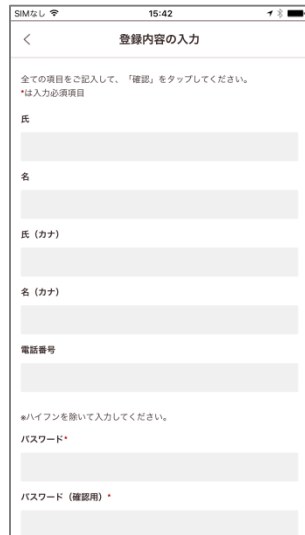 SIMなし 15:42
登録内容の入力
全ての項目をご記入して、「確認」をタップしてください。
*は入力必須項目
氏
名
氏（カナ）
名（カナ）
電話番号
*ハイフンを除いて入力してください。
パスワード*
パスワード（確認用）*